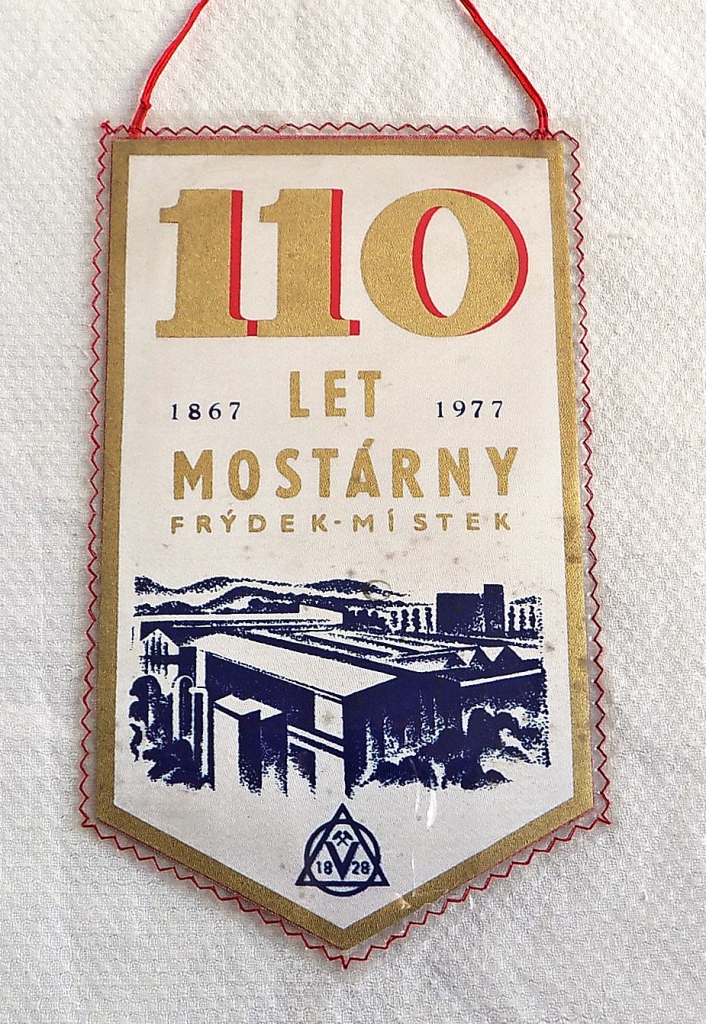 110
LET
1867 1977
MOSTÁRNY
FRÝDEK-MÍSTEK
V
18 28